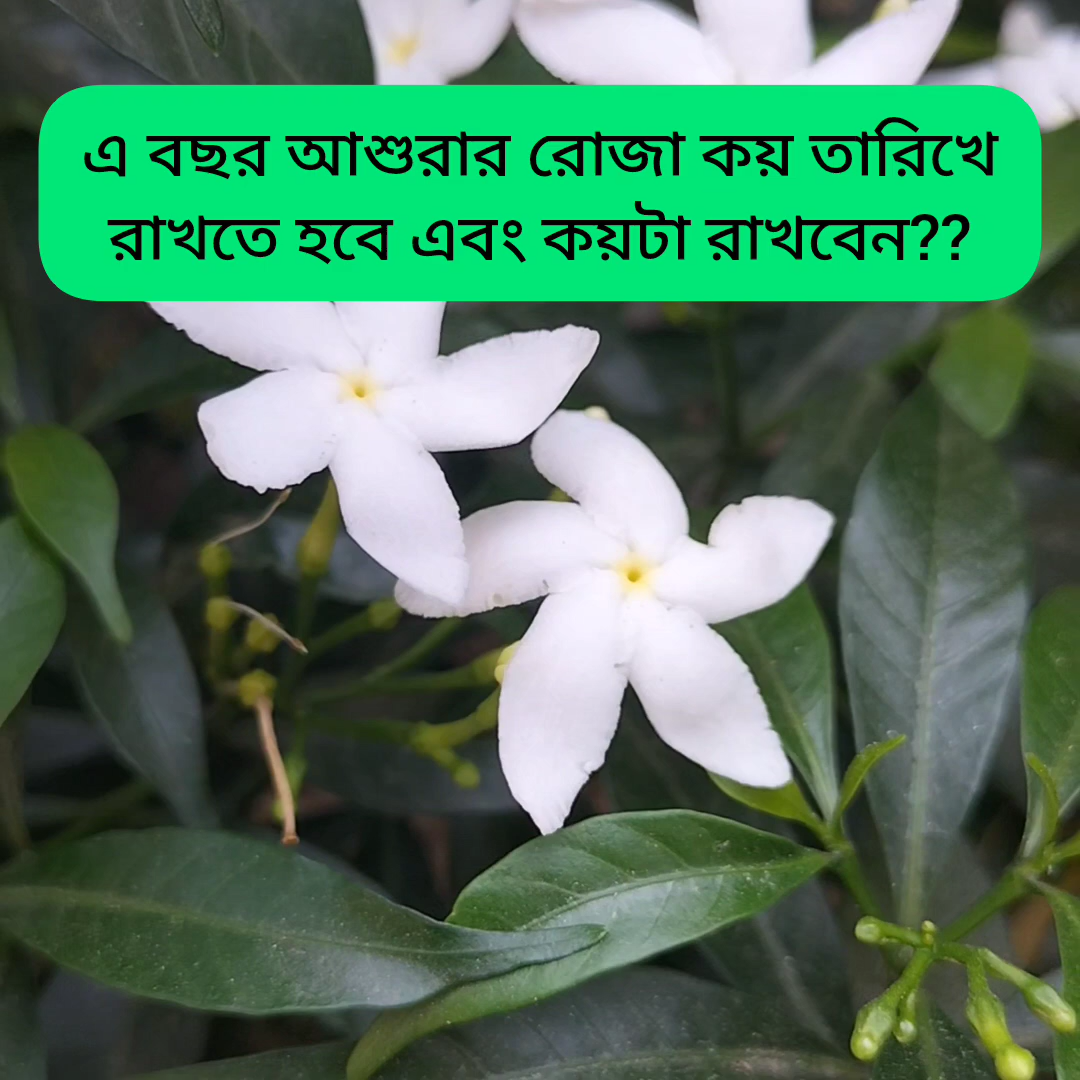 এ বছর আশুরার রোজা কয় তারিখে
রাখতে হবে এবং কয়টা রাখবেন??